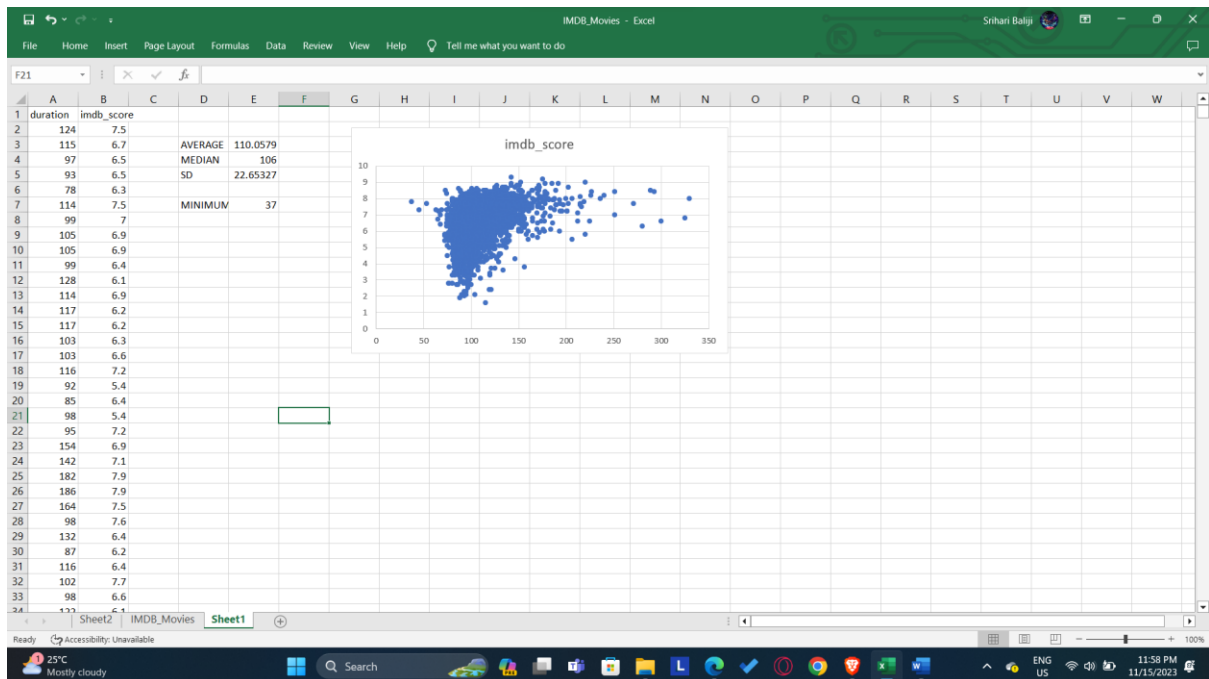 IMDB_Movies - Excel
Srihari Baliji
File Home Insert Page Layout Formulas Data Review View Help Tell me what you want to do
F21 fx
A B C D E F G H I J K L M N O P Q R S T U V W
1 duration imdb_score
2 124 7.5
3 115 6.7 AVERAGE 110.0579
4 97 6.5 MEDIAN 106
5 93 6.5 SD 22.65327
6 78 6.3
7 114 7.5 MINIMUM 37
8 99 7
9 105 6.9
10 105 6.9
11 99 6.4
12 128 6.1
13 114 6.9
14 117 6.2
15 117 6.2
16 103 6.3
17 103 6.6
18 116 7.2
19 92 5.4
20 85 6.4
21 98 5.4
22 95 7.2
23 154 6.9
24 142 7.1
25 182 7.9
26 186 7.9
27 164 7.5
28 98 7.6
29 132 6.4
30 87 6.2
31 116 6.4
32 102 7.7
33 98 6.6
34 122 6.1
imdb_score
10
9
8
7
6
5
4
3
2
1
0
0 50 100 150 200 250 300 350
Sheet2 IMDB_Movies Sheet1
Ready Accessibility: Unavailable
100%
1 25°C
Mostly cloudy
Search
PRE
L
W
ENG
US
11:58 PM
11/15/2023